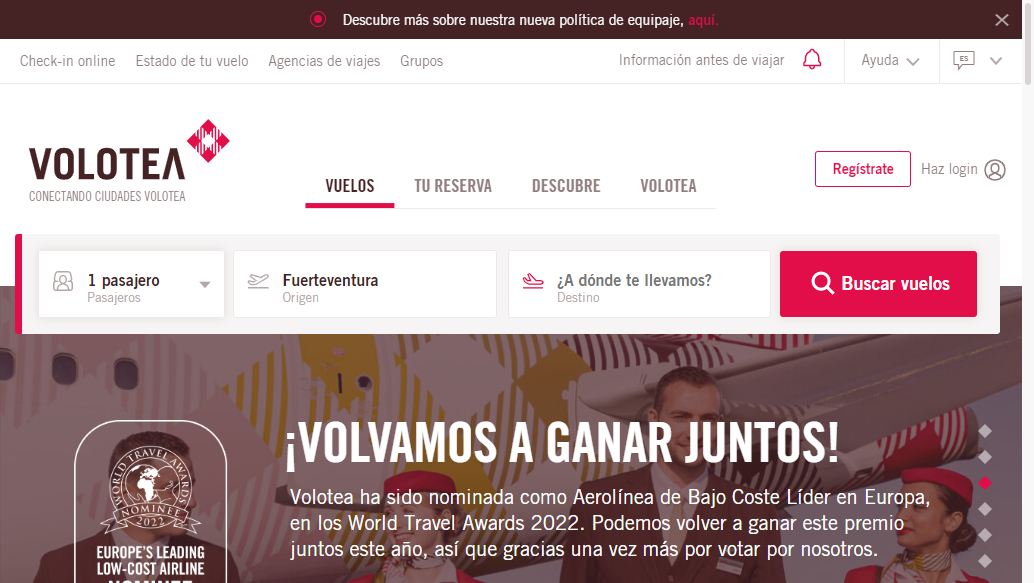 Descubre más sobre nuestra nueva política de equipaje, aquí.
Check-in online Estado de tu vuelo Agencias de viajes Grupos Información antes de viajar Ayuda ES
VOLOTEA
CONECTANDO CIUDADES VOLOTEA
VUELOS TU RESERVA DESCUBRE VOLOTEA
Regístrate Haz login
1 pasajero
Pasajeros
Fuerteventura
Origen
¿A dónde te llevamos?
Destino
Buscar vuelos
WORLD TRAVEL AWARDS
NOMINEE
2022
EUROPE'S LEADING
LOW-COST AIRLINE
NOMINEE
¡VOLVAMOS A GANAR JUNTOS!
Volotea ha sido nominada como Aerolínea de Bajo Coste Líder en Europa,
en los World Travel Awards 2022. Podemos volver a ganar este premio
juntos este año, así que gracias una vez más por votar por nosotros.